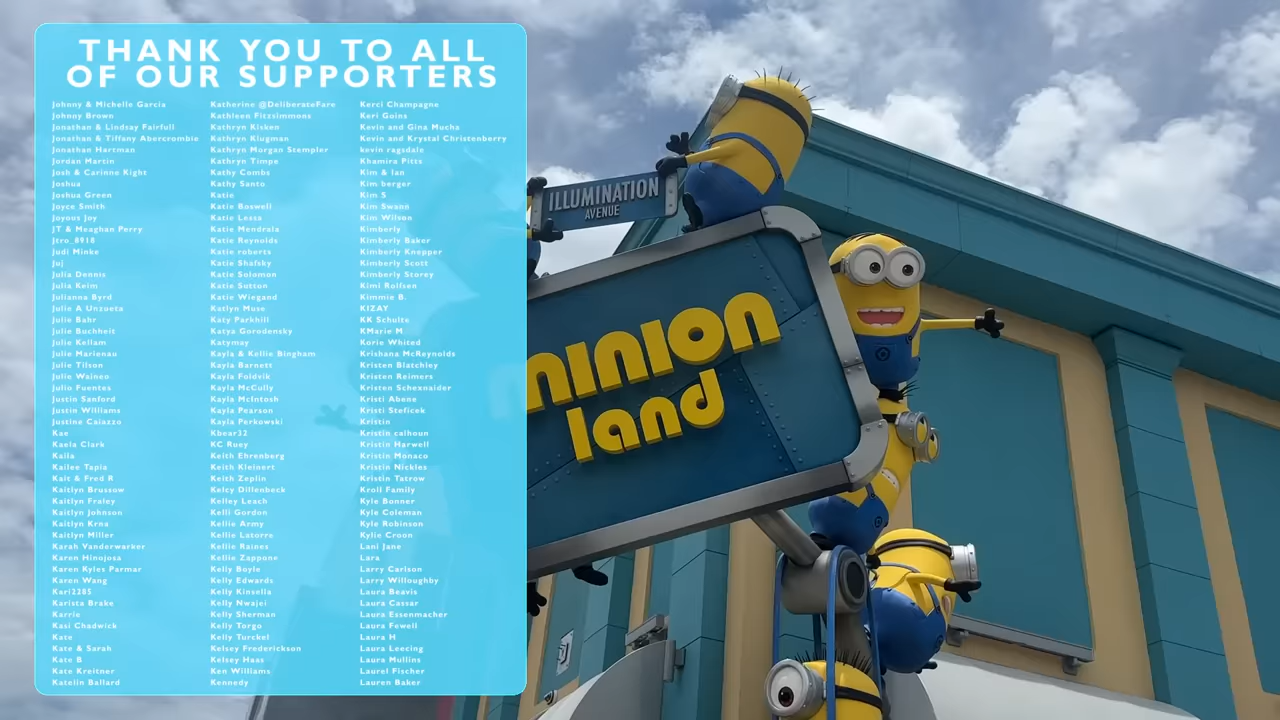 THANK YOU TO ALL
OF OUR SUPPORTERS
Johnny & Michelle Garcia
Johnny Brown
Jonathan & Lindsay Fairfull
Jonathan & Tiffany Abercrombie
Jonathan Hartman
Jordan Martin
Josh & Carinne Kight
Joshua
Joshua Green
Joyce Smith
Joyous Joy
JT & Meaghan Perry
Jtro_8918
Judi Minke
Juj
Julia Dennis
Julia Keim
Julianna Byrd
Julie A Unzueta
Julie Bahr
Julie Buchheit
Julie Kellam
Julie Marienau
Julie Tilson
Julie Waineo
Julio Fuentes
Justin Sanford
Justin Williams
Justine Caiazzo
Kae
Kaela Clark
Kaila
Kailee Tapia
Kait & Fred R
Kaitlyn Brussow
Kaitlyn Fraley
Kaitlyn Johnson
Kaitlyn Krna
Kaitlyn Miller
Karah Vanderwarker
Karen Hinojosa
Karen Kyles Parmar
Karen Wang
Kari2285
Karista Brake
Karrie
Kasi Chadwick
Kate
Kate & Sarah
Kate B
Kate Kreitner
Katelin Ballard
Katherine @DeliberateFare
Kathleen Fitzsimmons
Kathryn Kisken
Kathryn Klugman
Kathryn Morgan Stempler
Kathryn Timpe
Kathy Combs
Kathy Santo
Katie
Katie Boswell
Katie Lessa
Katie Mendrala
Katie Reynolds
Katie roberts
Katie Shafsky
Katie Solomon
Katie Sutton
Katie Wiegand
Katlyn Muse
Katy Parkhill
Katya Gorodensky
Katymay
Kayla & Kellie Bingham
Kayla Barnett
Kayla Foldvik
Kayla McCully
Kayla McIntosh
Kayla Pearson
Kayla Perkowski
Kbear32
KC Ruey
Keith Ehrenberg
Keith Kleinert
Keith Zeplin
Kelcy Dillenbeck
Kelley Leach
Kelli Gordon
Kellie Army
Kellie Latorre
Kellie Raines
Kellie Zappone
Kelly Boyle
Kelly Edwards
Kelly Kinsella
Kelly Nwajei
Kelly Sherman
Kelly Torgo
Kelly Turckel
Kelsey Frederickson
Kelsey Haas
Ken Williams
Kennedy
Kerci Champagne
Keri Goins
Kevin and Gina Mucha
Kevin and Krystal Christenberry
kevin ragsdale
Khamira Pitts
Kim & Ian
Kim berger
Kim S
Kim Swann
Kim Wilson
Kimberly
Kimberly Baker
Kimberly Knepper
Kimberly Scott
Kimberly Storey
Kimi Rolfsen
Kimmie B.
KIZAY
KK Schulte
KMarie M.
Korie Whited
Krishana McReynolds
Kristen Blatchley
Kristen Reimers
Kristen Schexnaider
Kristi Abene
Kristi Steficek
Kristin
Kristin calhoun
Kristin Harwell
Kristin Monaco
Kristin Nickles
Kristin Tatrow
Kroll Family
Kyle Bonner
Kyle Coleman
Kyle Robinson
Kylie Croon
Lani Jane
Lara
Larry Carlson
Larry Willoughby
Laura Beavis
Laura Cassar
Laura Essenmacher
Laura Fewell
Laura H
Laura Leecing
Laura Mullins
Laurel Fischer
Lauren Baker
ILLUMINATION
AVENUE
MINION
land